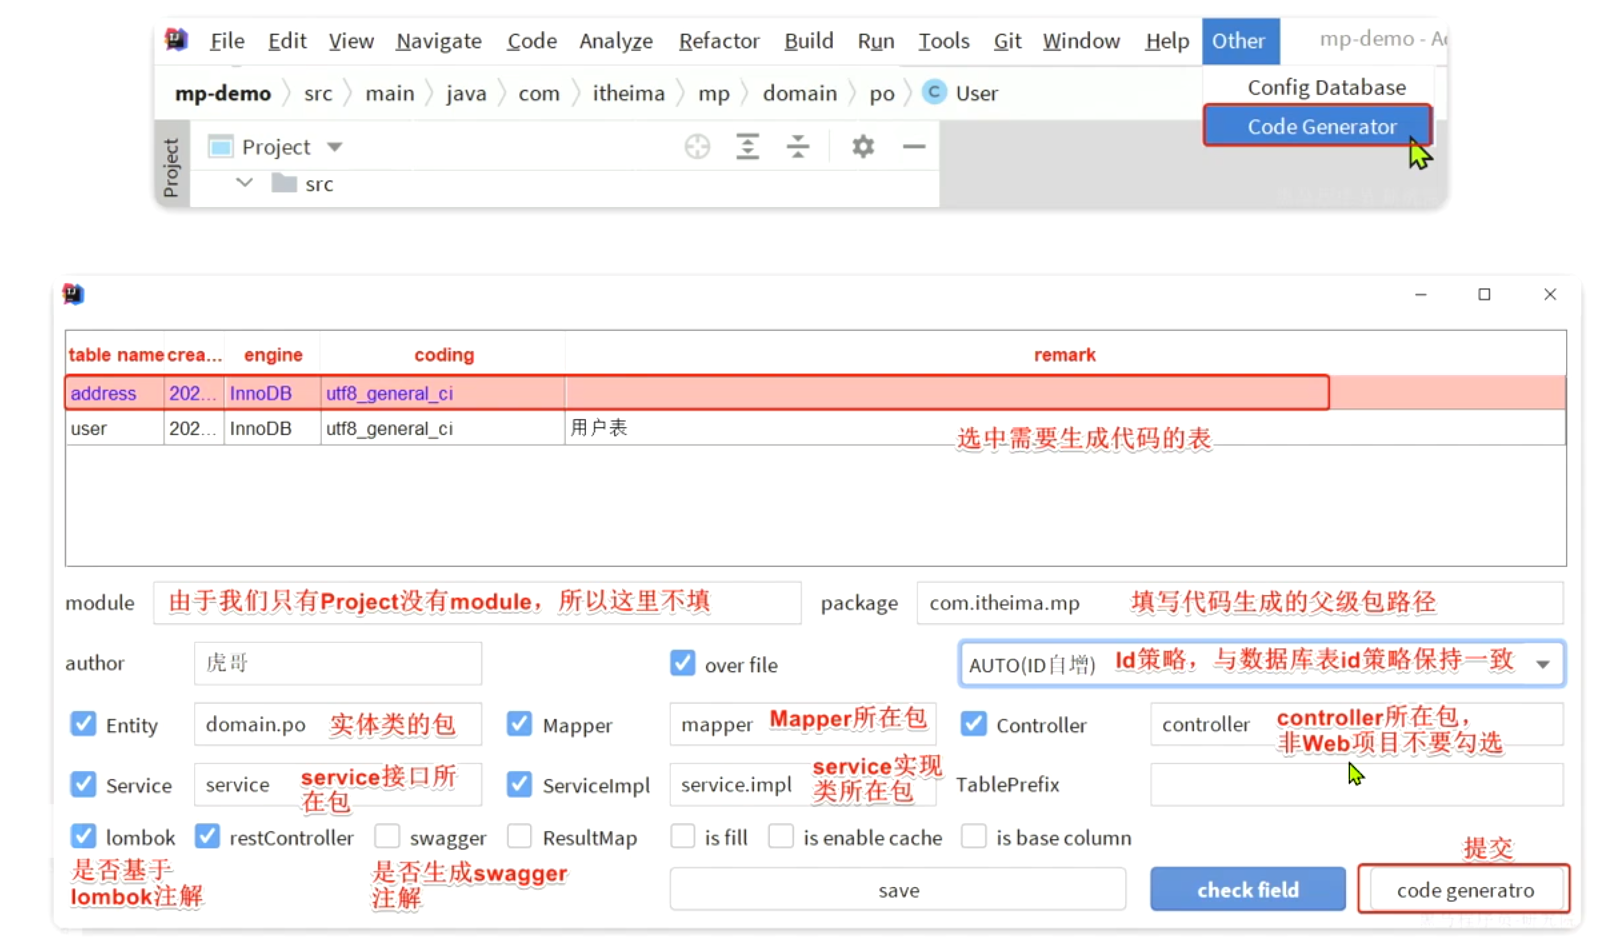 File Edit View Navigate Code Analyze Refactor Build Run Tools Git Window Help Other mp-demo
Config Database
Code Generator
mp-demo src main java com itheima mp domain po C User
Project
Project
src
table name crea... engine coding remark
address 202... InnoDB utf8_general_ci
user 202... InnoDB utf8_general_ci 用户表
选中需要生成代码的表
module 由于我们只有Project没有module，所以这里不填 package com.itheima.mp 填写代码生成的父级包路径
author 虎哥 over file AUTO(ID自增) Id策略，与数据库表id策略保持一致
Entity domain.po 实体类的包 Mapper mapper Mapper所在包 Controller controller controller所在包，
非Web项目不要勾选
Service service service接口所
在包
ServiceImpl service.impl service实现
类所在包
TablePrefix
lombok restController swagger ResultMap is fill is enable cache is base column
是否基于
lombok注解
是否生成swagger
注解
提交
save check field code generatro